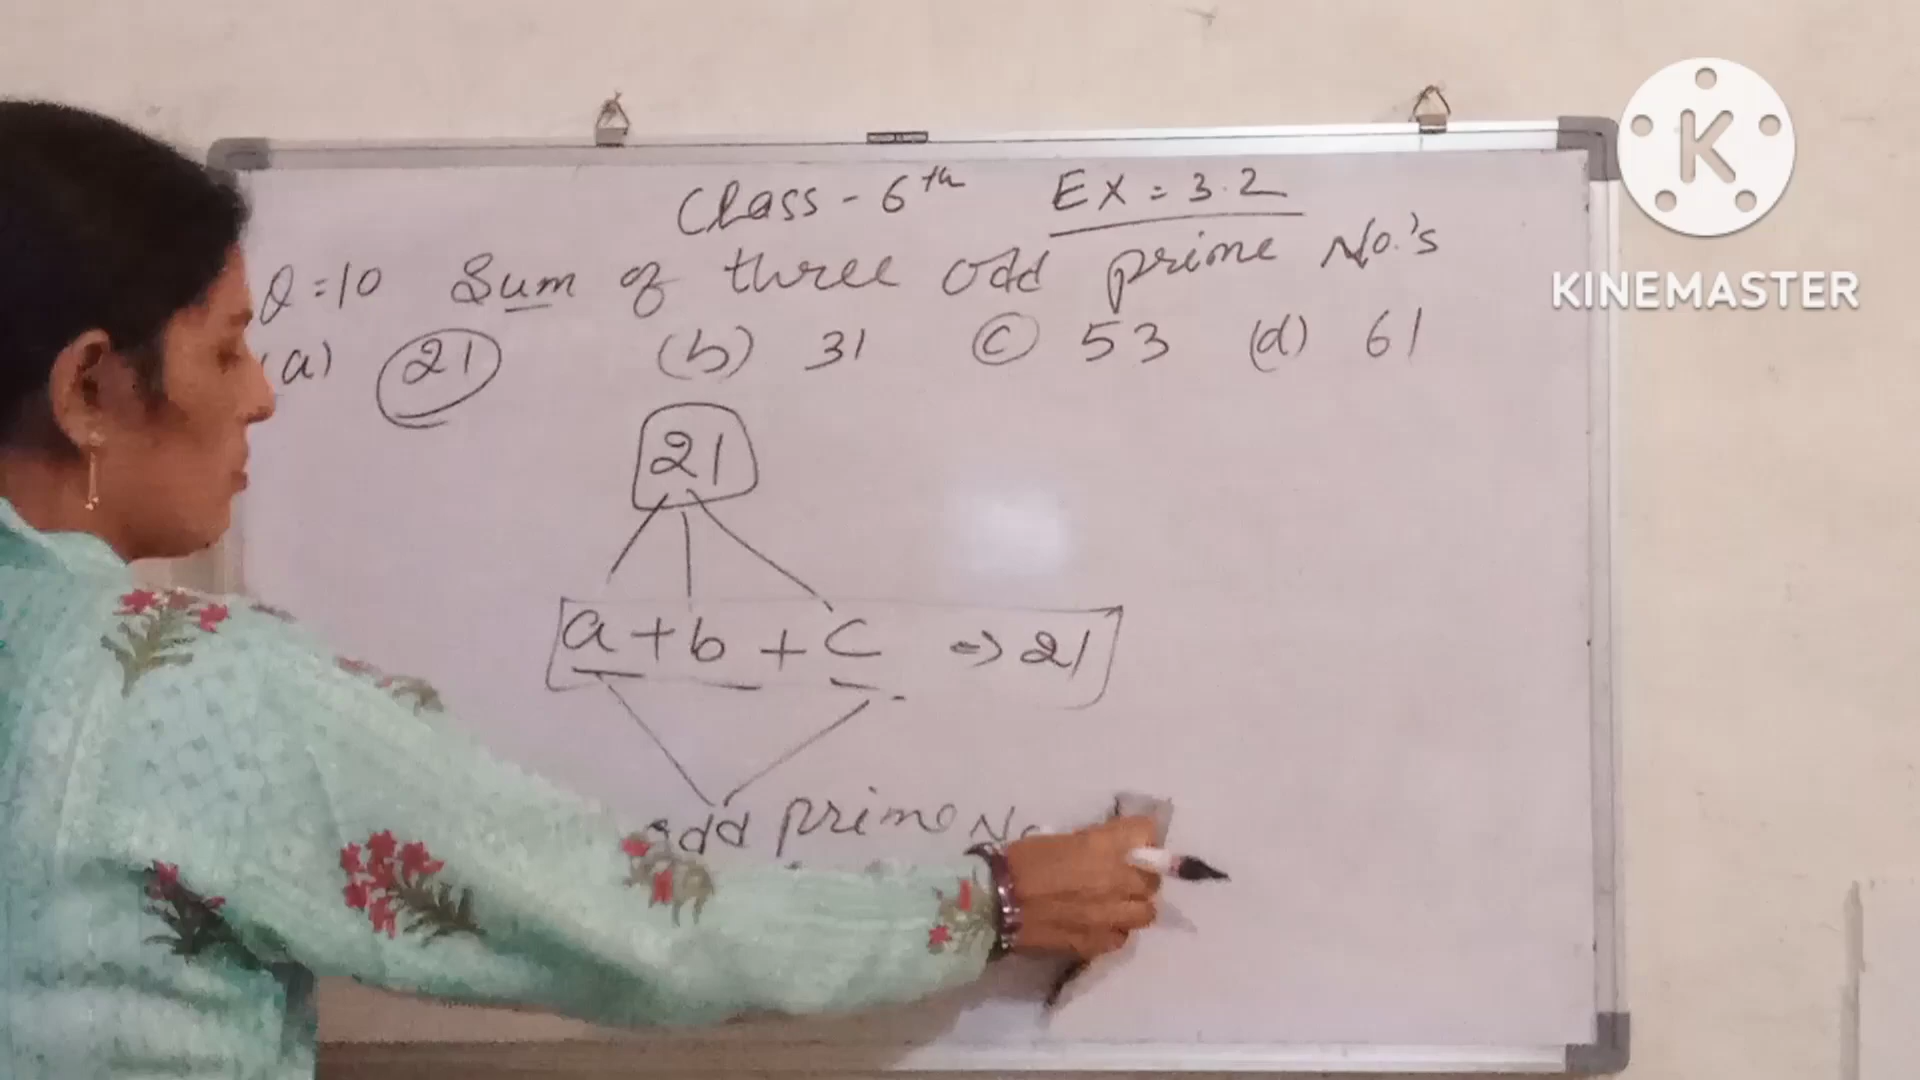 Class - 6th Ex = 3.2
Q = 10 Sum of three odd prime No.'s
(a) 21 (b) 31 (c) 53 (d) 61
21
a + b + c => 21
odd prime No
K
KINEMASTER